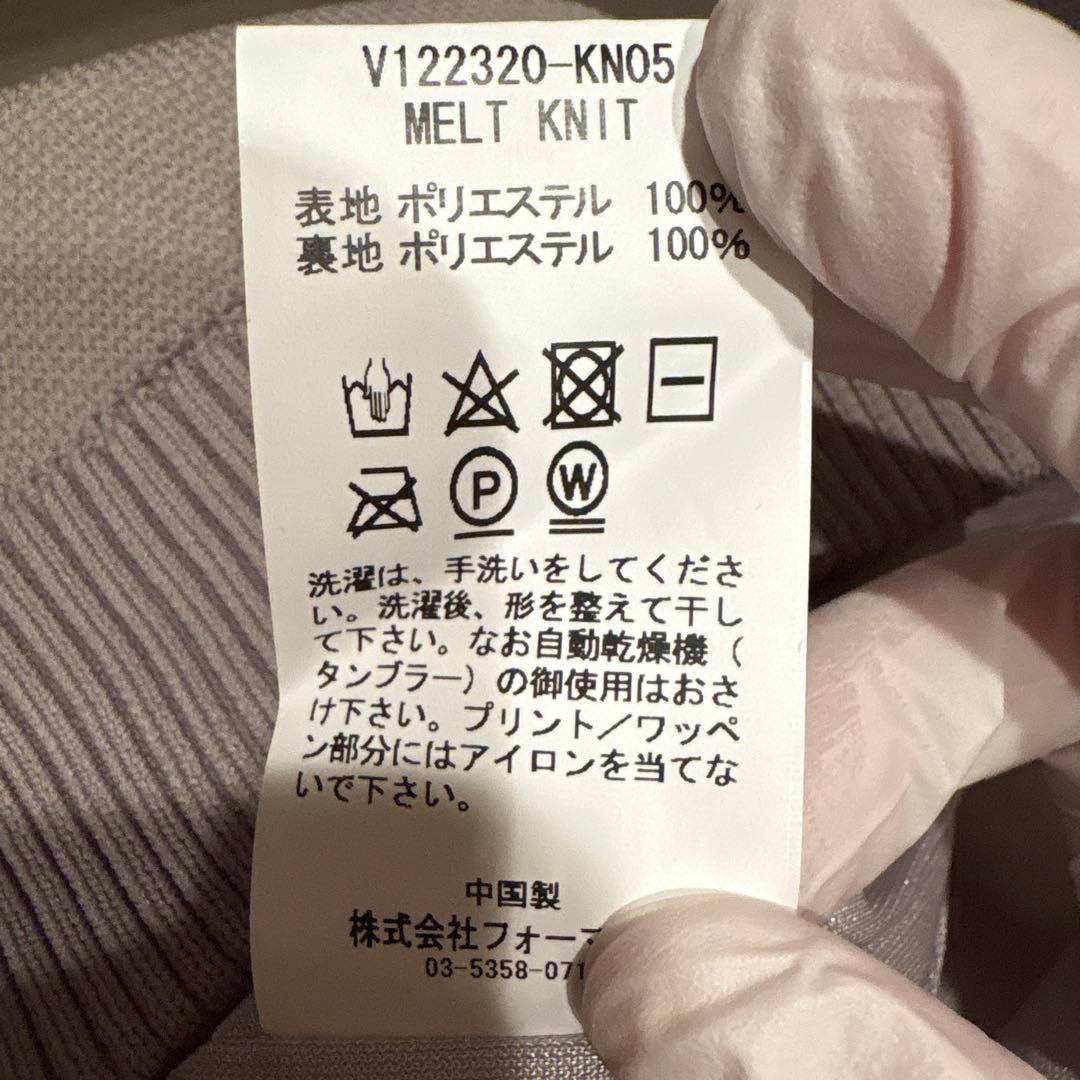 V122320-KN05
MELT KNIT
表地 ポリエステル 100%
裏地 ポリエステル 100%
P W
洗濯は、手洗いをしてくださ
い。洗濯後、形を整えて干し
て下さい。なお自動乾燥機（
タンブラー）の御使用はおさ
け下さい。プリント／ワッペ
ン部分にはアイロンを当てな
いで下さい。
中国製
株式会社フォーマ
03-5358-071